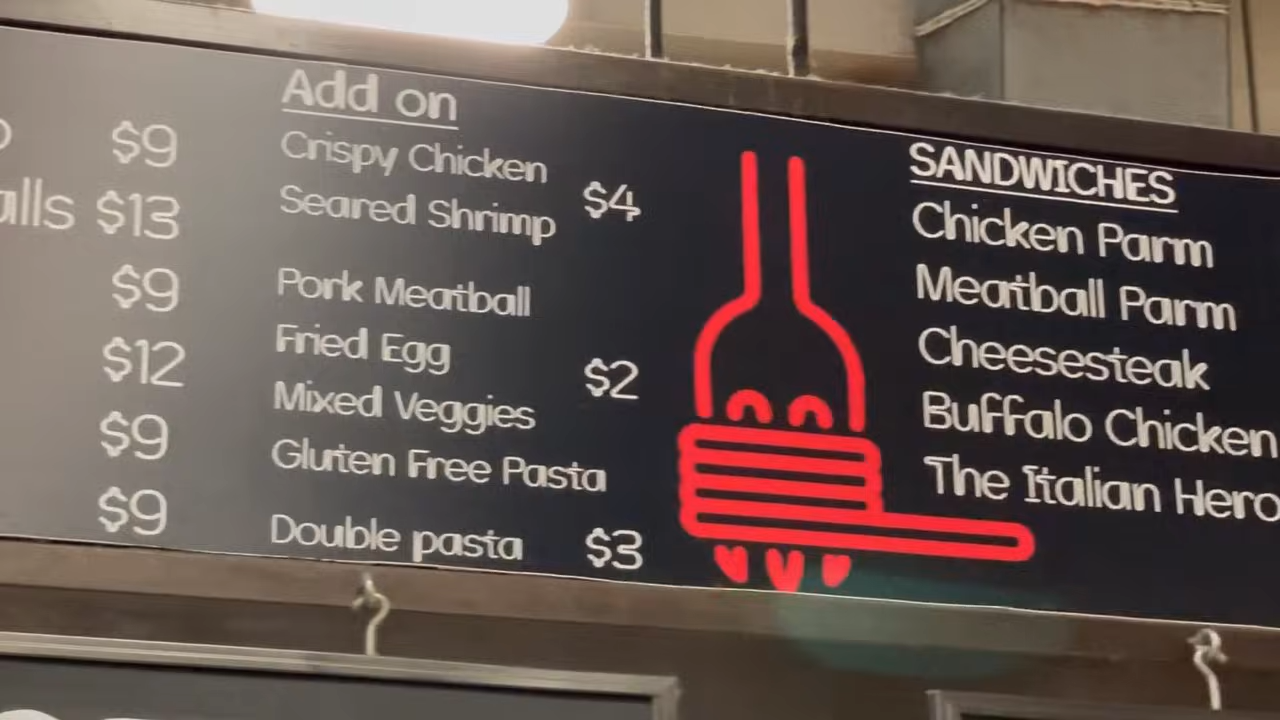 $9
alls $13
$9
$12
$9
$9
Add on
Crispy Chicken
Seared Shrimp
$4
Pork Meatball
Fried Egg
Mixed Veggies
Gluten Free Pasta
$2
Double pasta $3
SANDWICHES
Chicken Parm
Meatball Parm
Cheesesteak
Buffalo Chicken
The Italian Hero